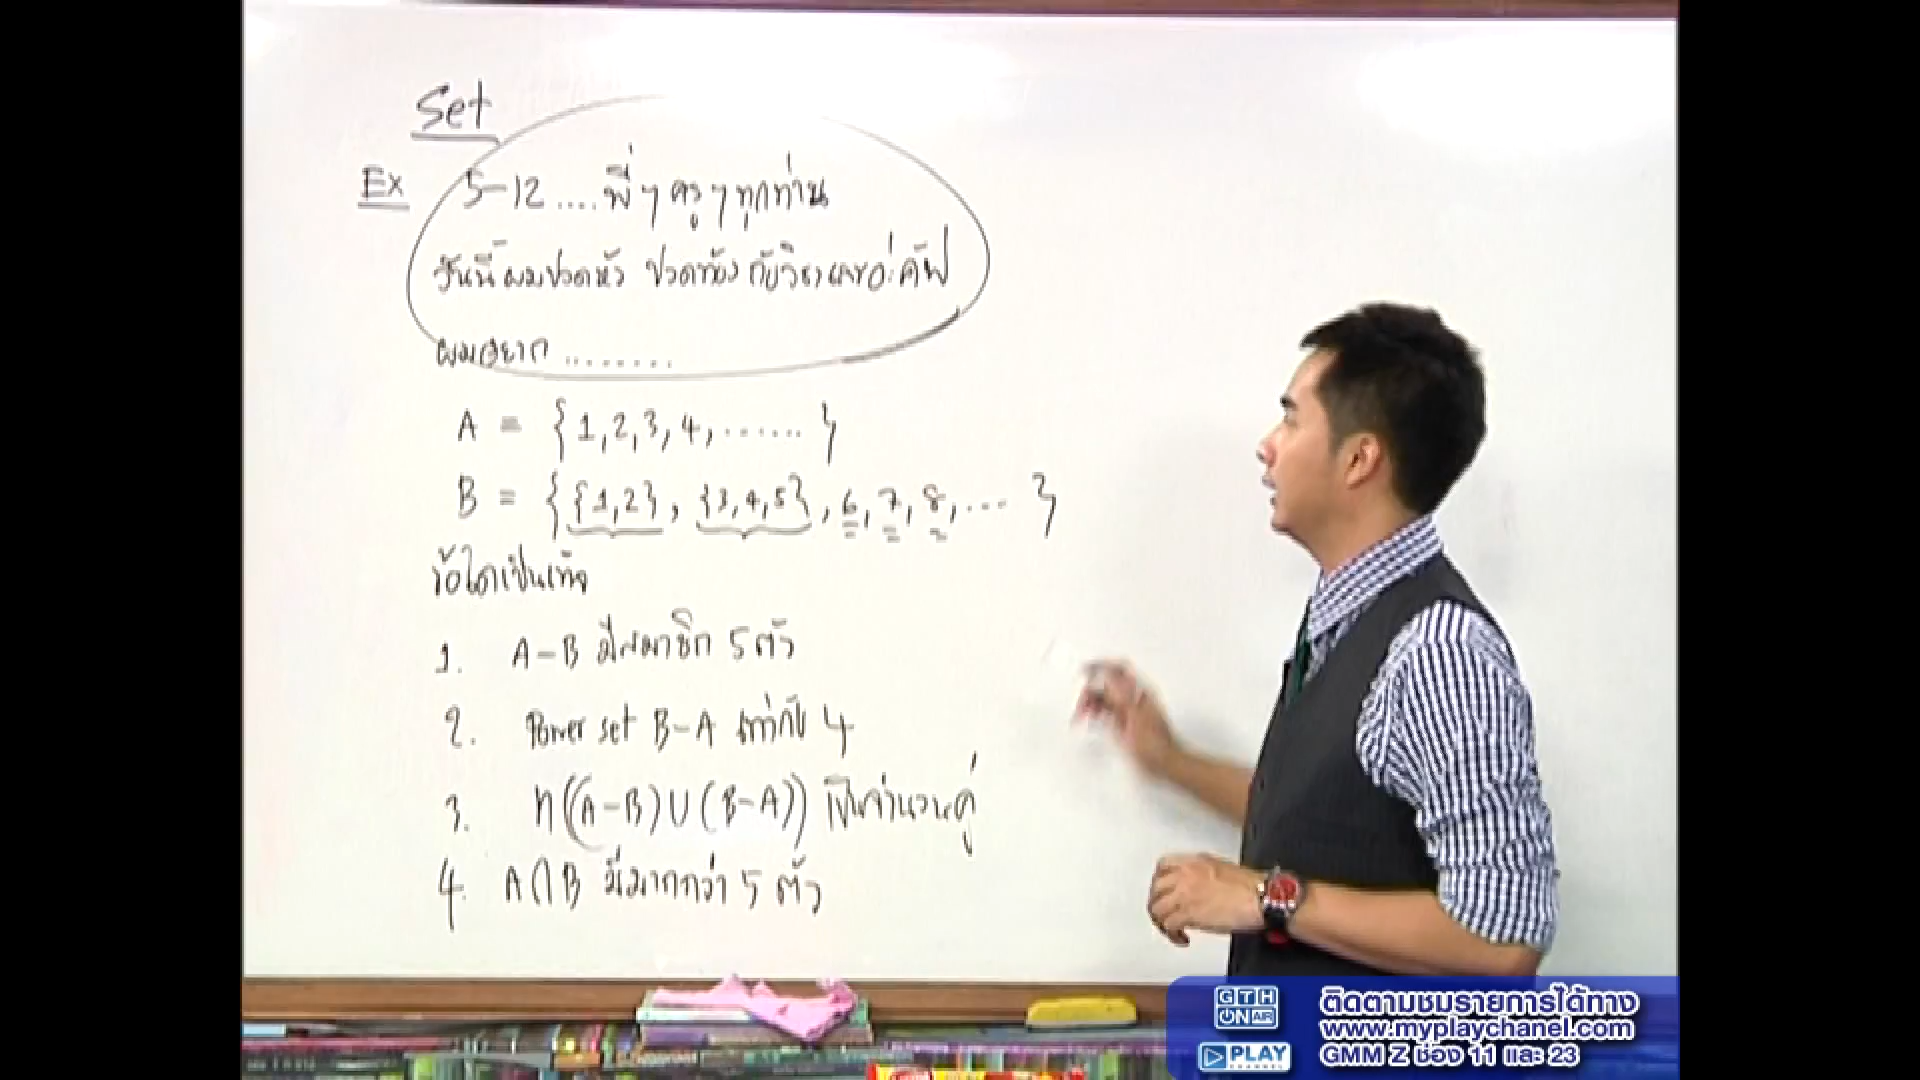 Set
Ex 5-12 ....พี่ๆ ครูๆ ทุกท่าน
วันนี้ผมปวดหัว ปวดท้อง กับวิชาเลขอ่ะคัฟ
ผมอยาก ........
A = {1,2,3,4,.......}
B = {{1,2}, {3,4,5}, 6, 7, 8, ... }
ข้อใดเป็นเท็จ
1. A-B มีสมาชิก 5 ตัว
2. Power set B-A เท่ากับ 4
3. n((A-B)∪(B-A)) เป็นจำนวนคู่
4. A∩B มีมากกว่า 5 ตัว
GTH ON AIR
PLAY CHANNEL
ติดตามชมรายการได้ทาง
www.myplaychanel.com
GMM Z ช่อง 11 และ 23